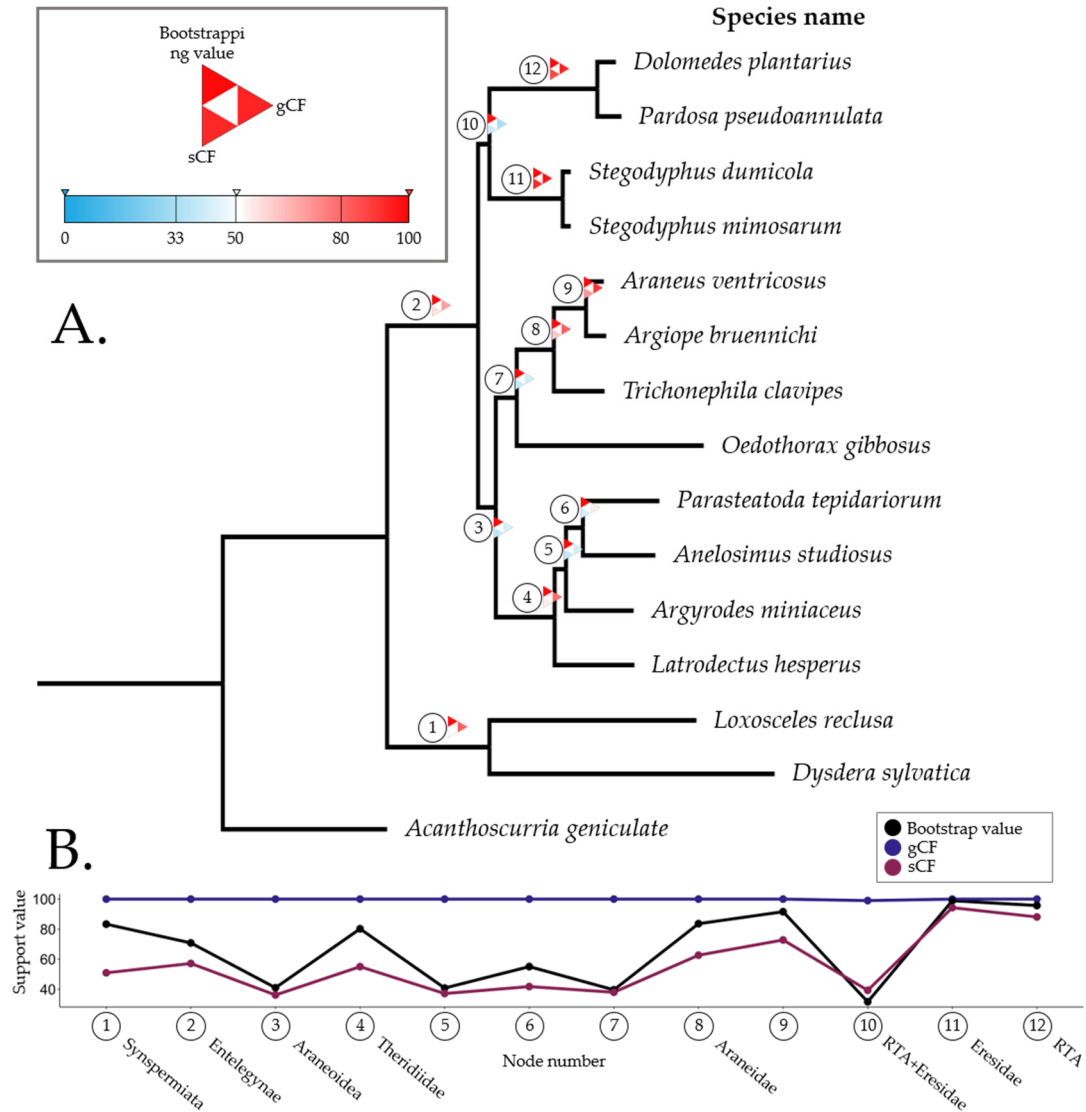 Species name
Bootstrappi
ng value
gCF
sCF
0 33 50 80 100
A.
12
Dolomedes plantarius
Pardosa pseudoannulata
10
11
Stegodyphus dumicola
Stegodyphus mimosarum
2
9
Araneus ventricosus
8
Argiope bruennichi
7
Trichonephila clavipes
Oedothorax gibbosus
6
Parasteatoda tepidariorum
3
5
Anelosimus studiosus
4
Argyrodes miniaceus
Latrodectus hesperus
1
Loxosceles reclusa
Dysdera sylvatica
Acanthoscurria geniculate
B.
Bootstrap value
gCF
sCF
Support value
100
80
60
40
1 2 3 4 5 6 7 8 9 10 11 12
Synspermiata
Entelegynae
Araneoidea
Theridiidae
Node number
Araneidae
RTA+Eresidae
Eresidae
RTA